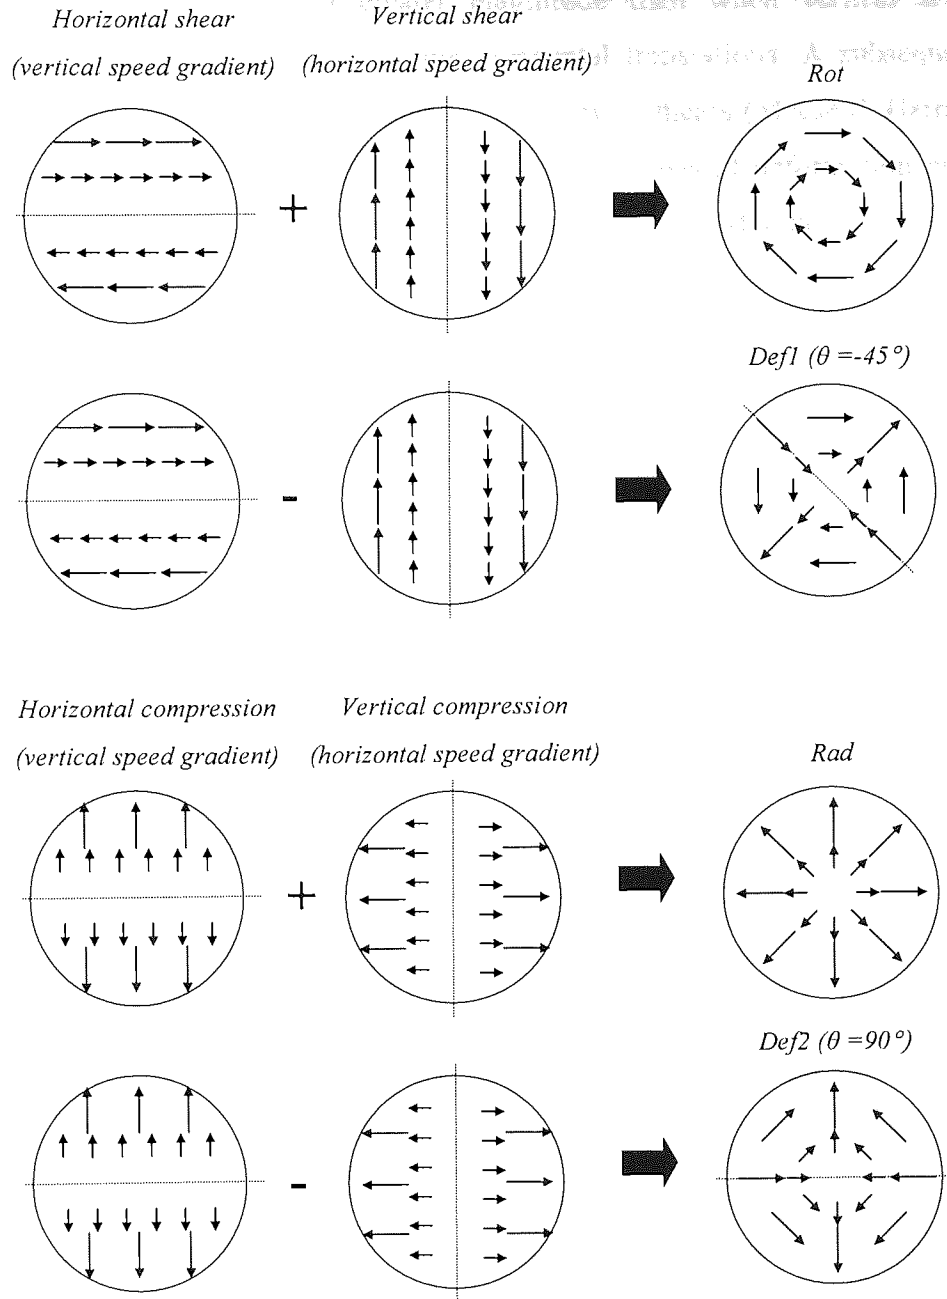 Horizontal shear
(vertical speed gradient)
Vertical shear
(horizontal speed gradient)
Rot
+
Def1 (θ =-45°)
-
Horizontal compression
(vertical speed gradient)
Vertical compression
(horizontal speed gradient)
Rad
+
Def2 (θ =90°)
-